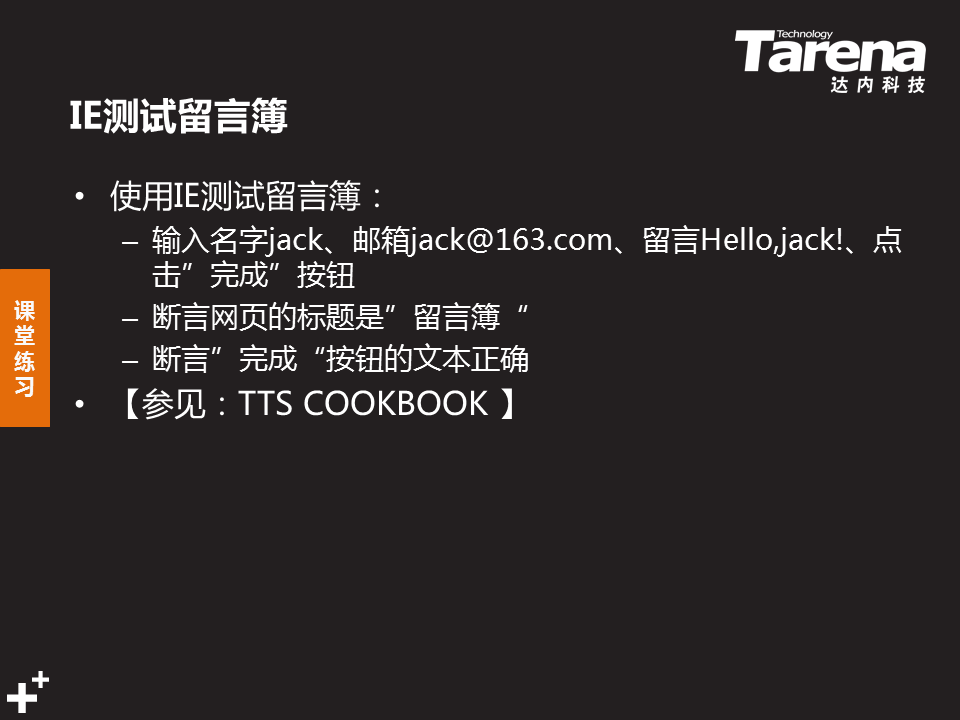 Technology
Tarena
达内科技
IE测试留言簿
• 使用IE测试留言簿：
– 输入名字jack、邮箱jack@163.com、留言Hello,jack!、点
击”完成”按钮
– 断言网页的标题是”留言簿“
– 断言”完成“按钮的文本正确
• 【参见：TTS COOKBOOK 】
课
堂
练
习